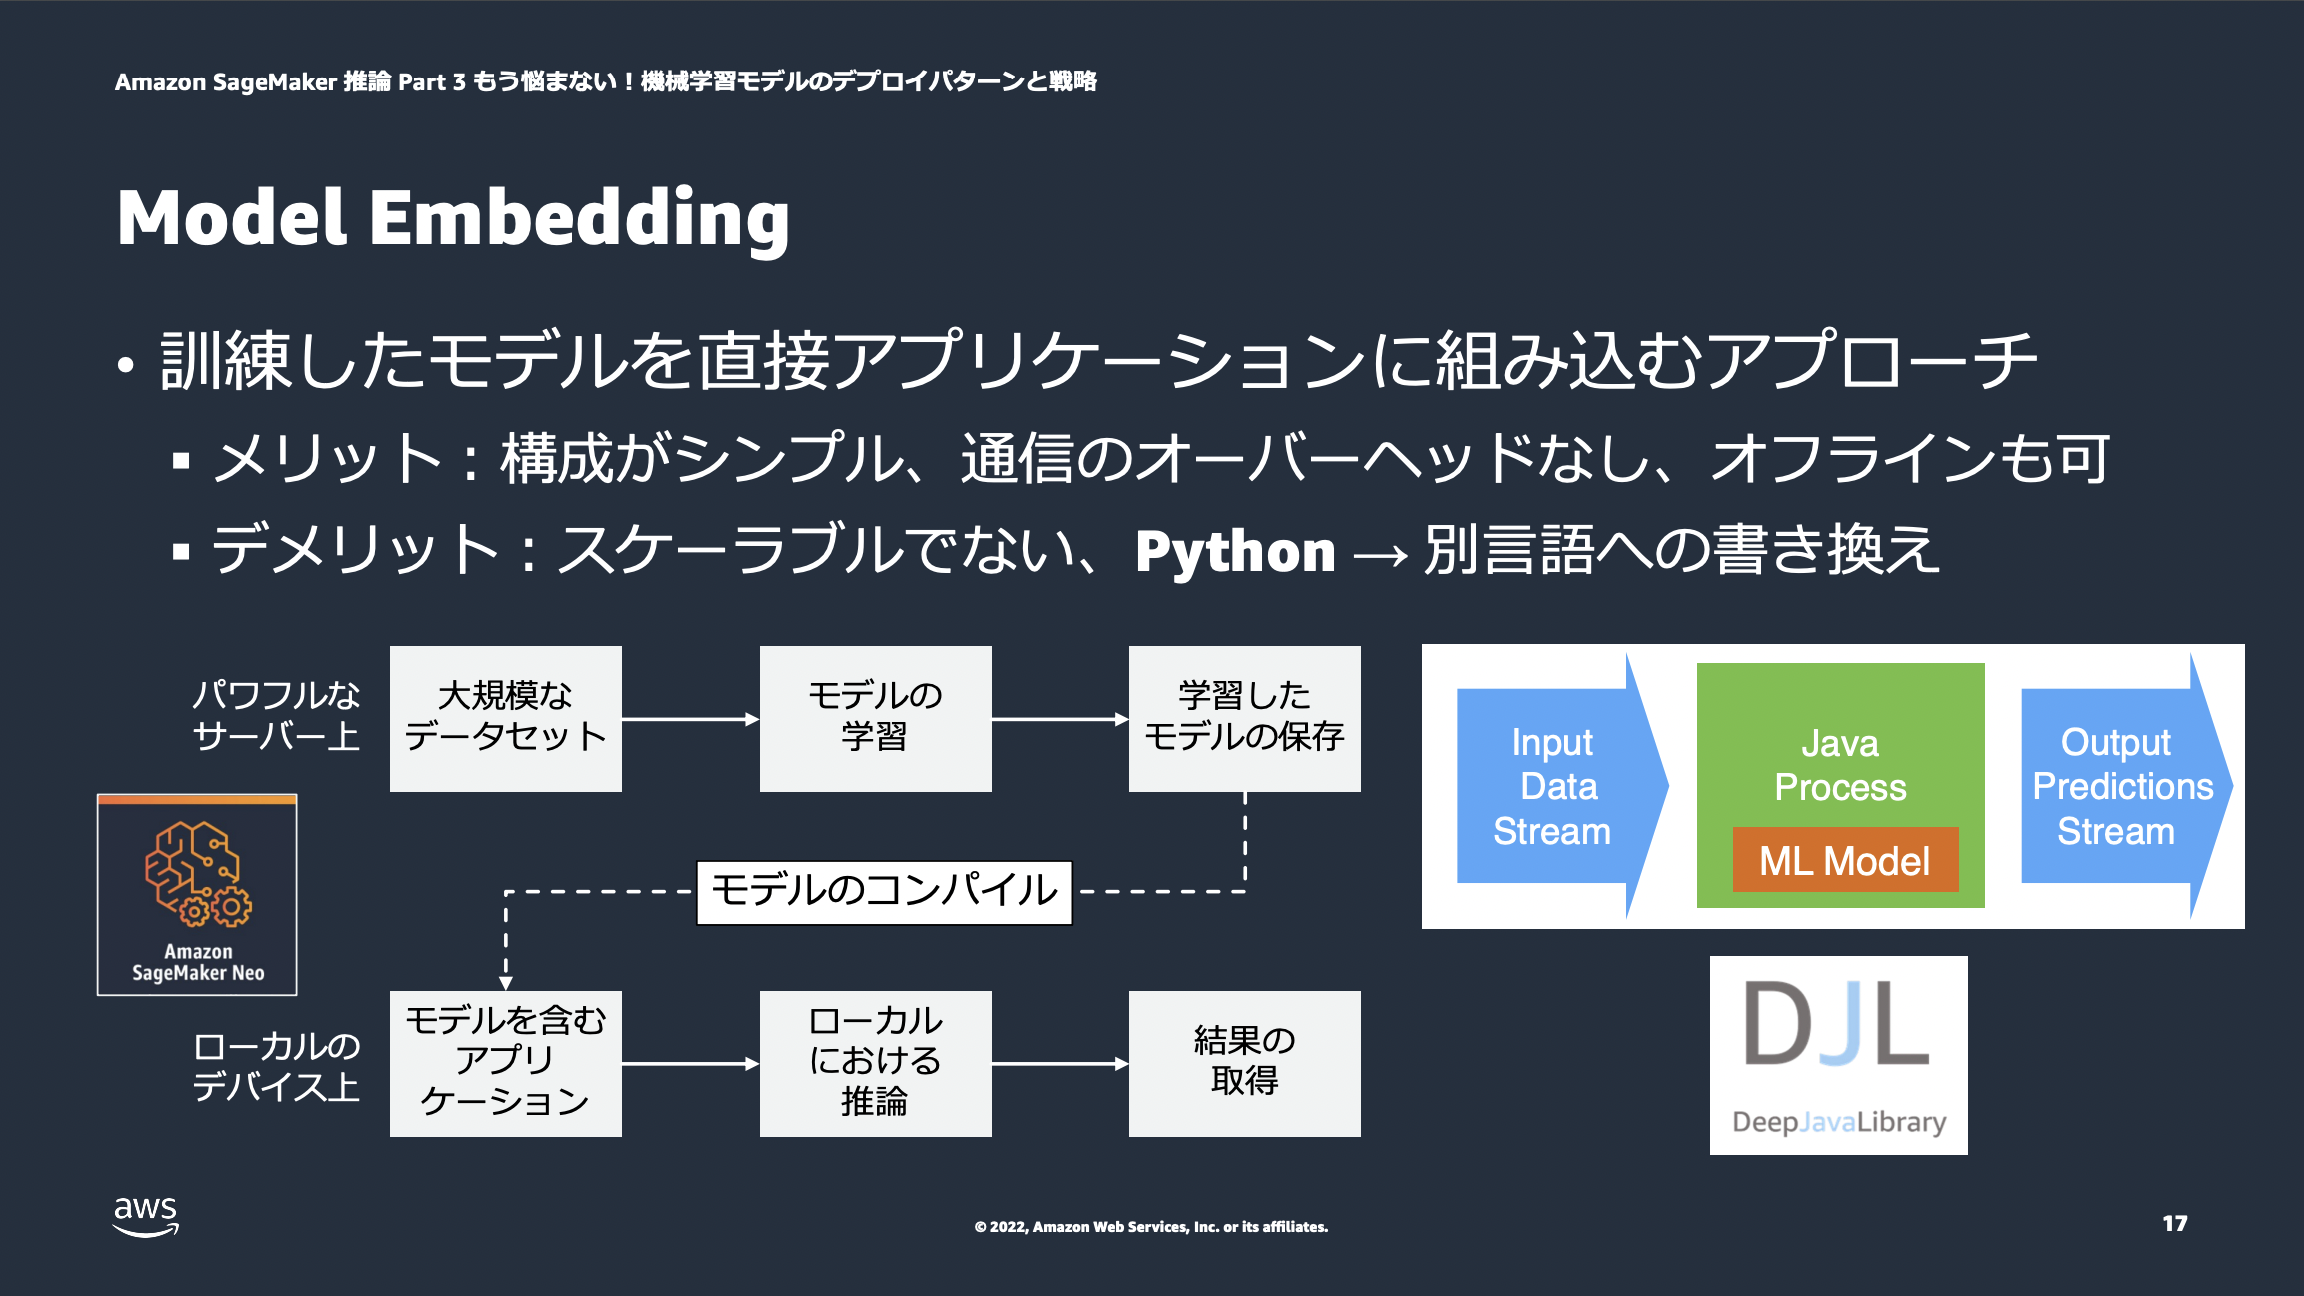 Amazon SageMaker 推論 Part 3 もう悩まない！機械学習モデルのデプロイパターンと戦略
Model Embedding
• 訓練したモデルを直接アプリケーションに組み込むアプローチ
▪ メリット：構成がシンプル、通信のオーバーヘッドなし、オフラインも可
▪ デメリット：スケーラブルでない、Python → 別言語への書き換え
パワフルな
サーバー上
大規模な
データセット
モデルの
学習
学習した
モデルの保存
モデルのコンパイル
Amazon
SageMaker Neo
ローカルの
デバイス上
モデルを含む
アプリ
ケーション
ローカル
における
推論
結果の
取得
Input
Data
Stream
Java
Process
ML Model
Output
Predictions
Stream
DJL
DeepJavaLibrary
aws
© 2022, Amazon Web Services, Inc. or its affiliates.
17